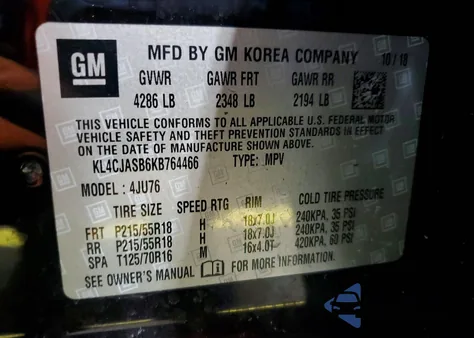 GM MFD BY GM KOREA COMPANY 10/18
GVWR GAWR FRT GAWR RR
4286 LB 2348 LB 2194 LB
THIS VEHICLE CONFORMS TO ALL APPLICABLE U.S. FEDERAL MOTOR
VEHICLE SAFETY AND THEFT PREVENTION STANDARDS IN EFFECT
ON THE DATE OF MANUFACTURE SHOWN ABOVE.
KL4CJASB6KB764466 TYPE: MPV
MODEL: 4JU76
TIRE SIZE SPEED RTG RIM COLD TIRE PRESSURE
FRT P215/55R18 H 18x7.0J 240KPA, 35 PSI
RR P215/55R18 H 18x7.0J 240KPA, 35 PSI
SPA T125/70R16 M 16x4.0T 420KPA, 60 PSI
SEE OWNER'S MANUAL FOR MORE INFORMATION.